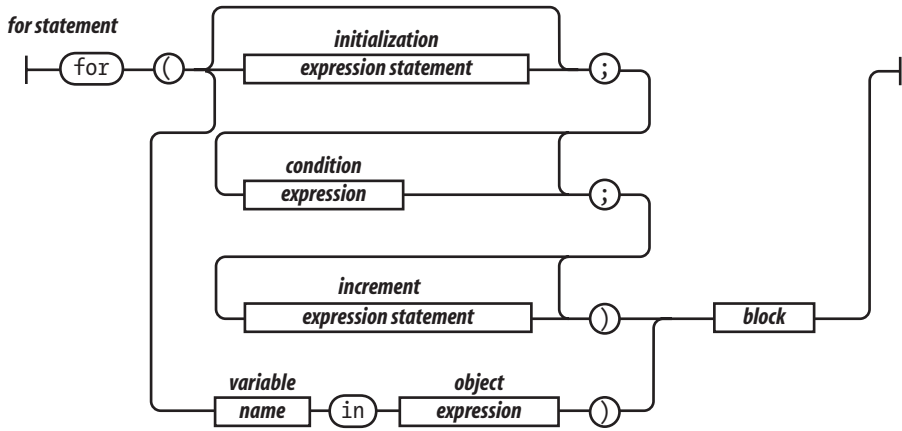 for statement
initialization
for ( expression statement ;
condition
expression ;
increment
expression statement ) block
variable object
name in expression )